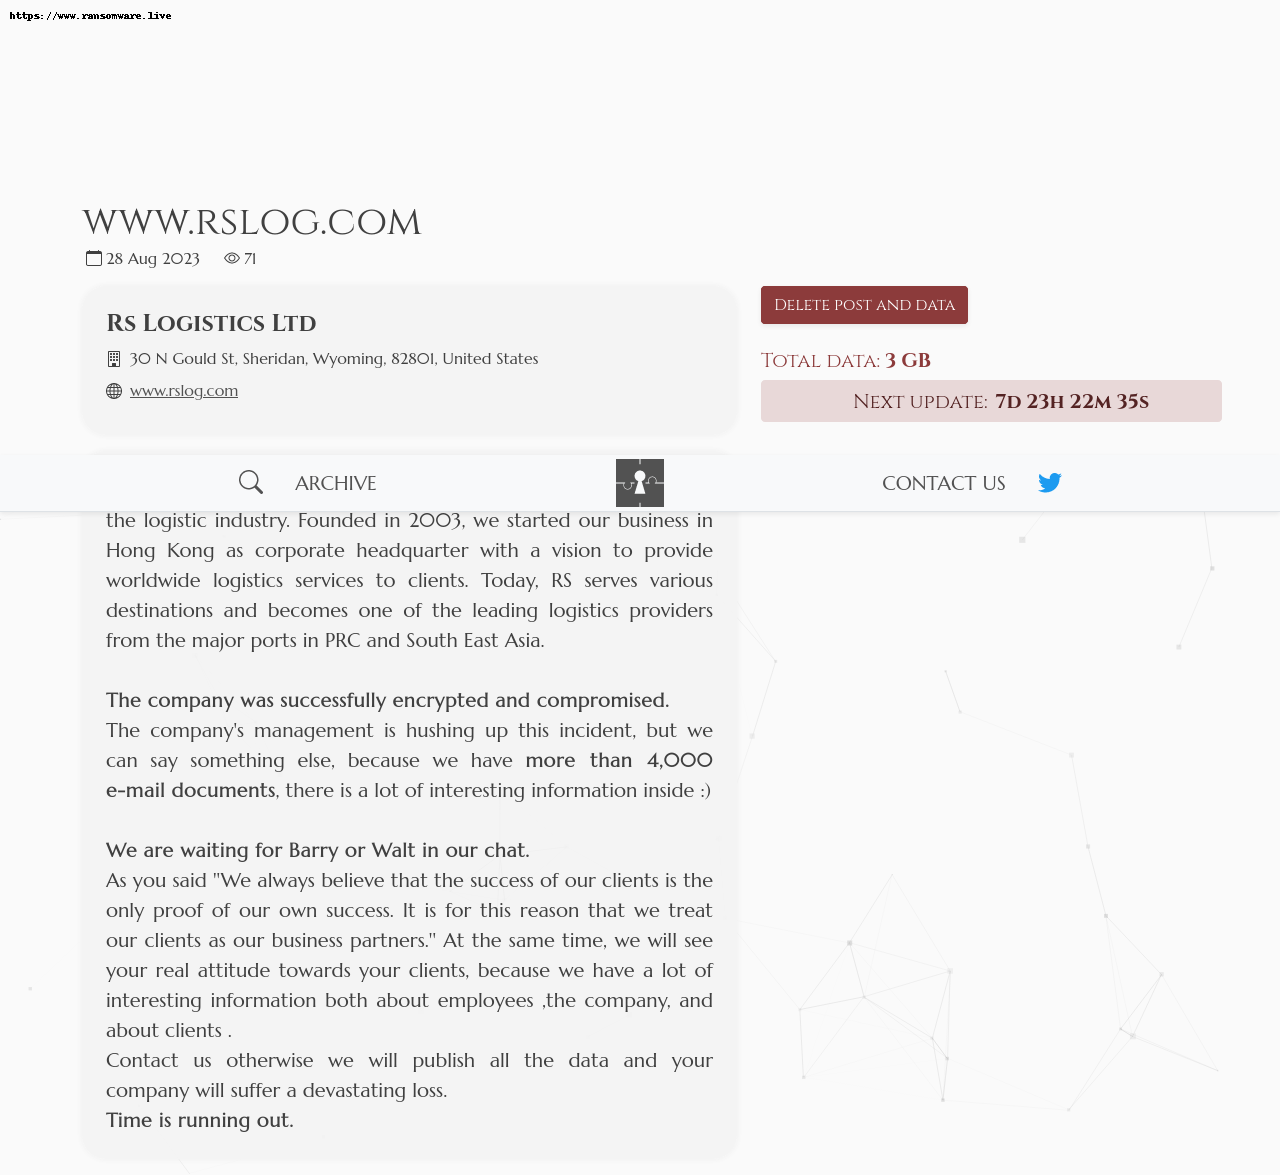 https://www.ransomware.live
WWW.RSLOG.COM
28 Aug 2023 71
Rs Logistics Ltd
30 N Gould St, Sheridan, Wyoming, 82801, United States
www.rslog.com
Delete post and data
Total data: 3 GB
Next update: 7D 23H 22M 35S
ARCHIVE
CONTACT US
the logistic industry. Founded in 2003, we started our business in
Hong Kong as corporate headquarter with a vision to provide
worldwide logistics services to clients. Today, RS serves various
destinations and becomes one of the leading logistics providers
from the major ports in PRC and South East Asia.
The company was successfully encrypted and compromised.
The company's management is hushing up this incident, but we
can say something else, because we have more than 4,000
e-mail documents, there is a lot of interesting information inside :)
We are waiting for Barry or Walt in our chat.
As you said "We always believe that the success of our clients is the
only proof of our own success. It is for this reason that we treat
our clients as our business partners." At the same time, we will see
your real attitude towards your clients, because we have a lot of
interesting information both about employees ,the company, and
about clients .
Contact us otherwise we will publish all the data and your
company will suffer a devastating loss.
Time is running out.